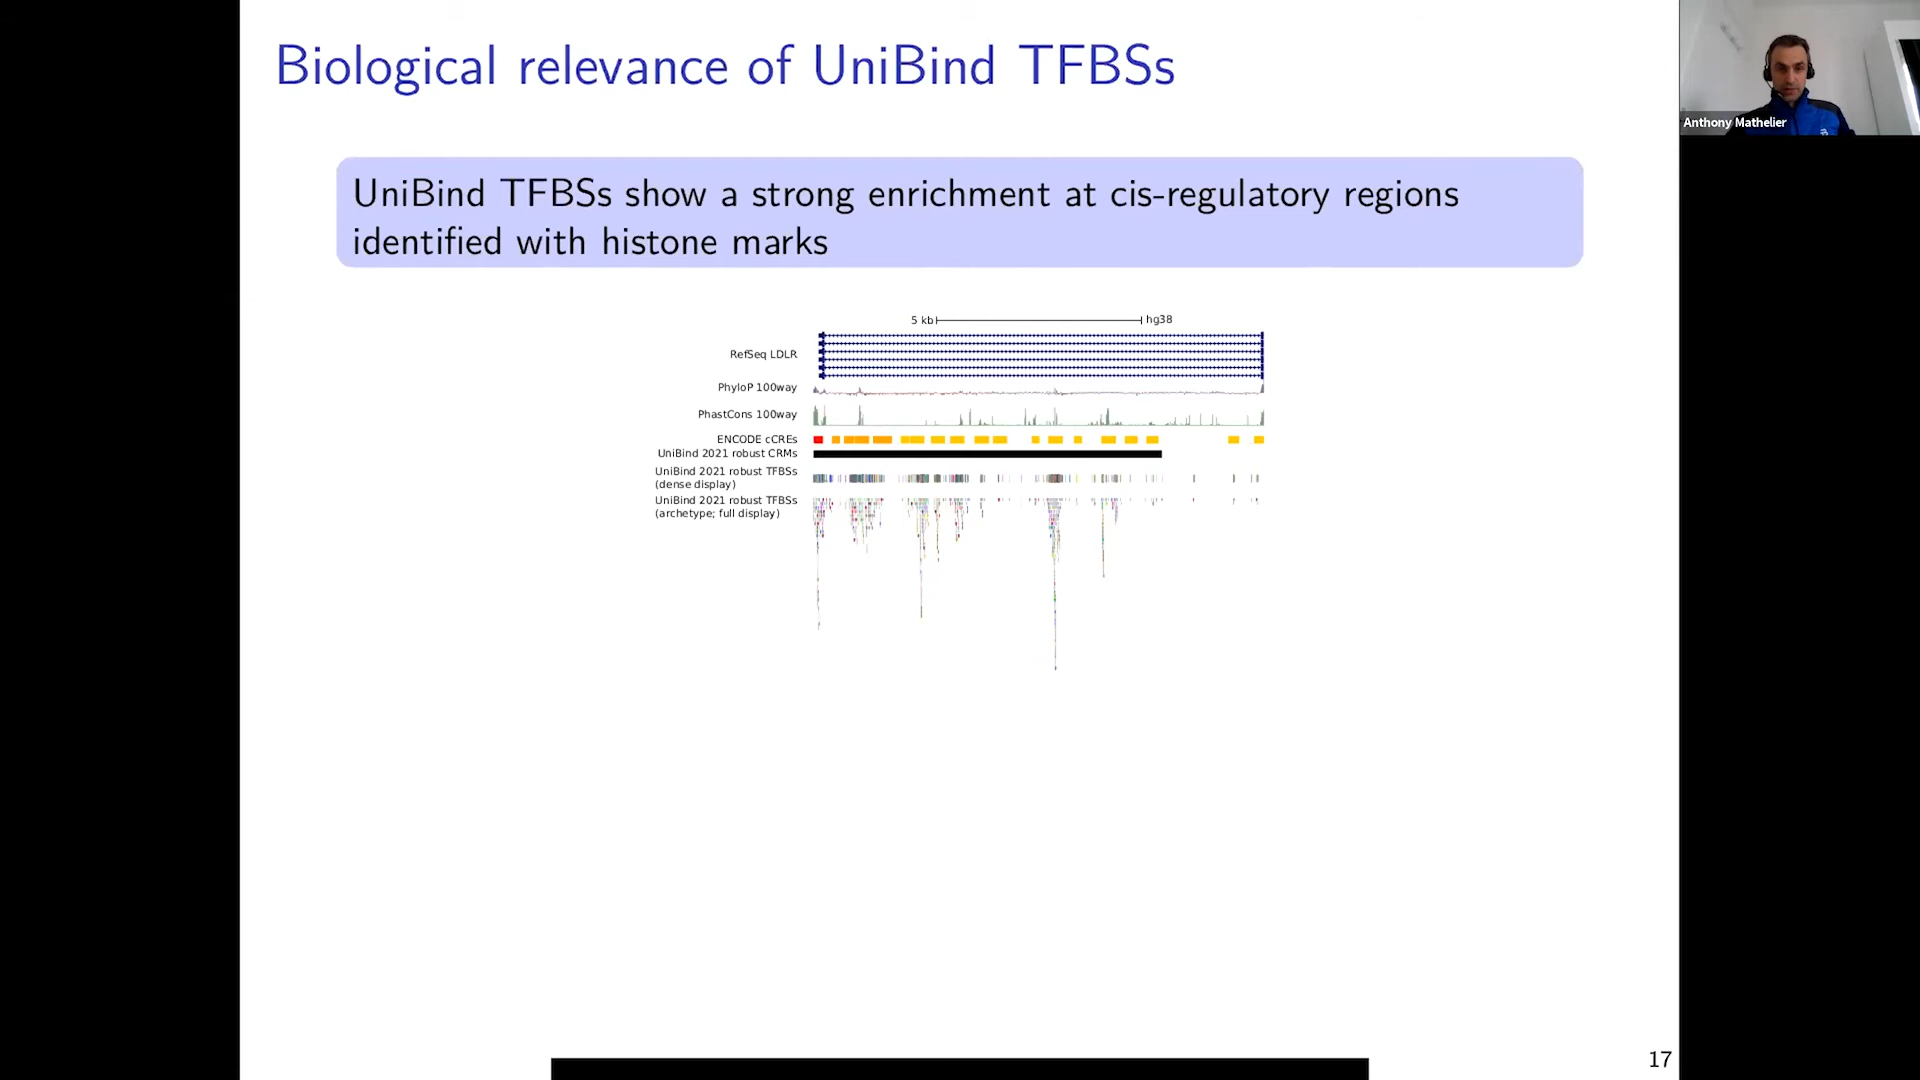 Biological relevance of UniBind TFBSs
Anthony Mathelier
UniBind TFBSs show a strong enrichment at cis-regulatory regions
identified with histone marks
5 kb hg38
RefSeq LDLR
PhyloP 100way
PhastCons 100way
ENCODE cCREs
UniBind 2021 robust CRMs
UniBind 2021 robust TFBSs
(dense display)
UniBind 2021 robust TFBSs
(archetype; full display)
17